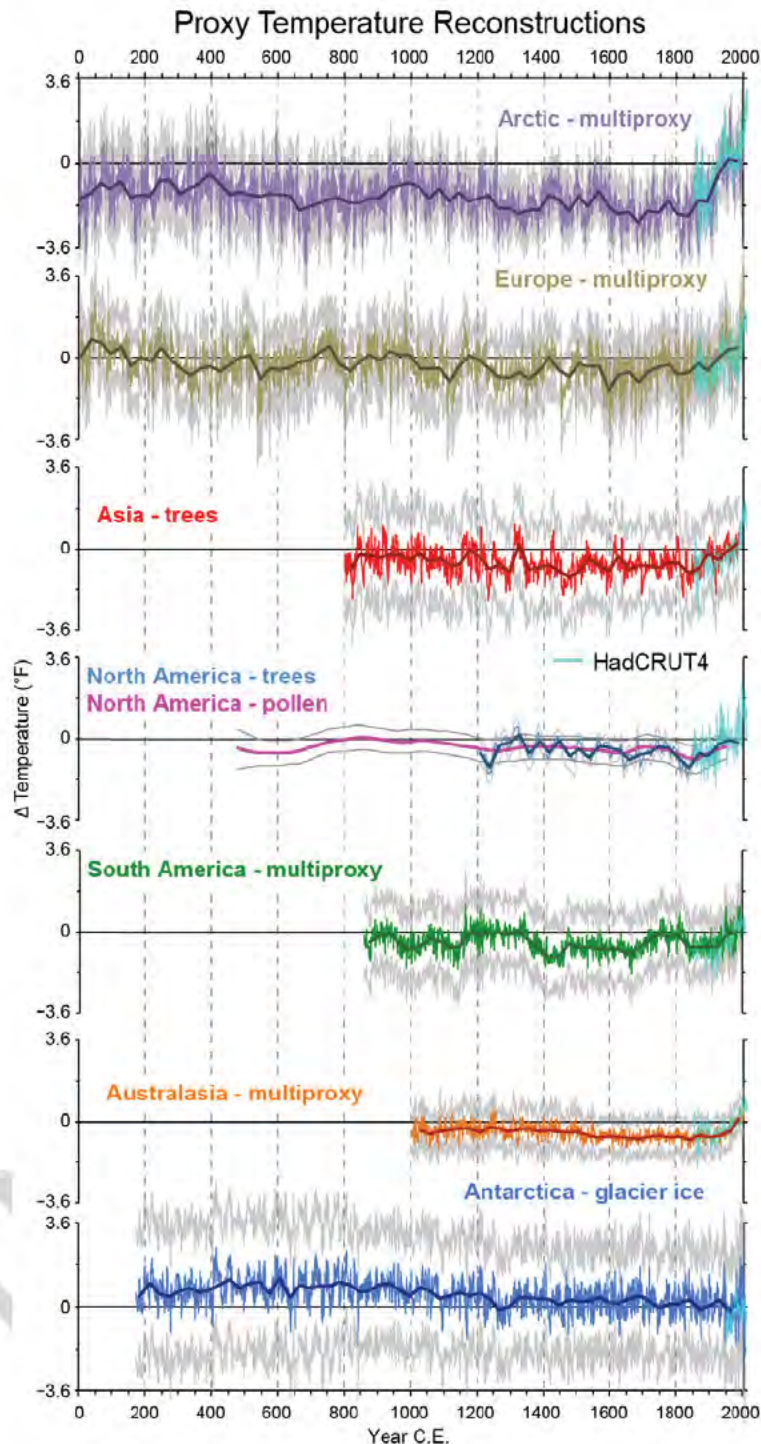 Proxy Temperature Reconstructions
0 200 400 600 800 1000 1200 1400 1600 1800 2000
3.6
Arctic - multiproxy
0
−3.6
3.6
Europe - multiproxy
0
−3.6
3.6
Asia - trees
0
−3.6
3.6
North America - trees
HadCRUT4
North America - pollen
0
Δ Temperature (°F)
−3.6
3.6
South America - multiproxy
0
−3.6
3.6
Australasia - multiproxy
0
−3.6
Antarctica - glacier ice
3.6
0
−3.6
0 200 400 600 800 1000 1200 1400 1600 1800 2000
Year C.E.